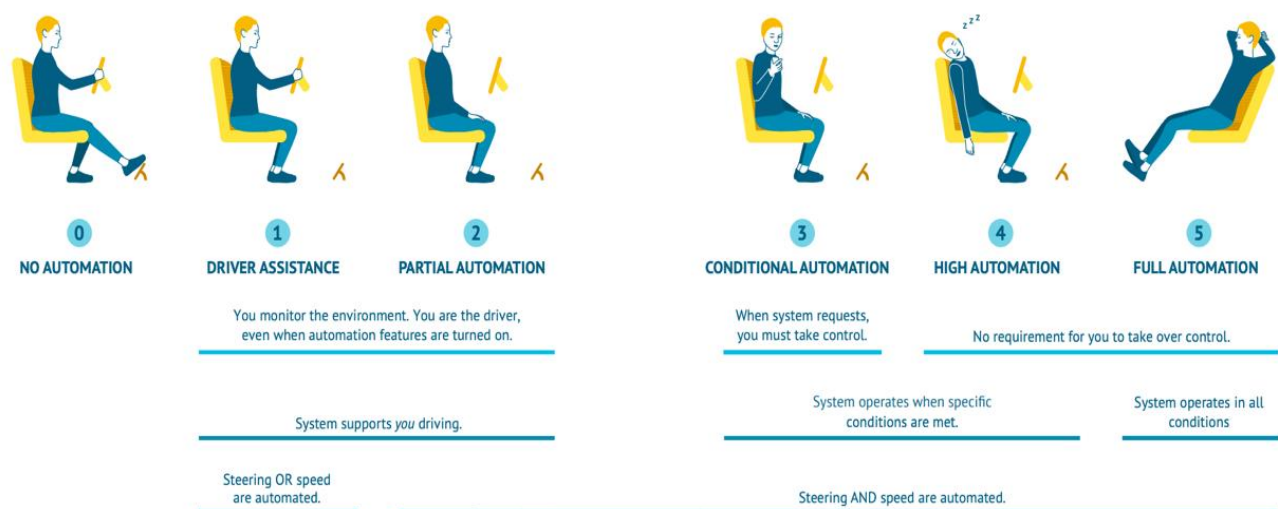 z z z
0
NO AUTOMATION
1
DRIVER ASSISTANCE
2
PARTIAL AUTOMATION
3
CONDITIONAL AUTOMATION
4
HIGH AUTOMATION
5
FULL AUTOMATION
You monitor the environment. You are the driver,
even when automation features are turned on.
When system requests,
you must take control.
No requirement for you to take over control.
System supports you driving.
System operates when specific
conditions are met.
System operates in all
conditions
Steering OR speed
are automated.
Steering AND speed are automated.